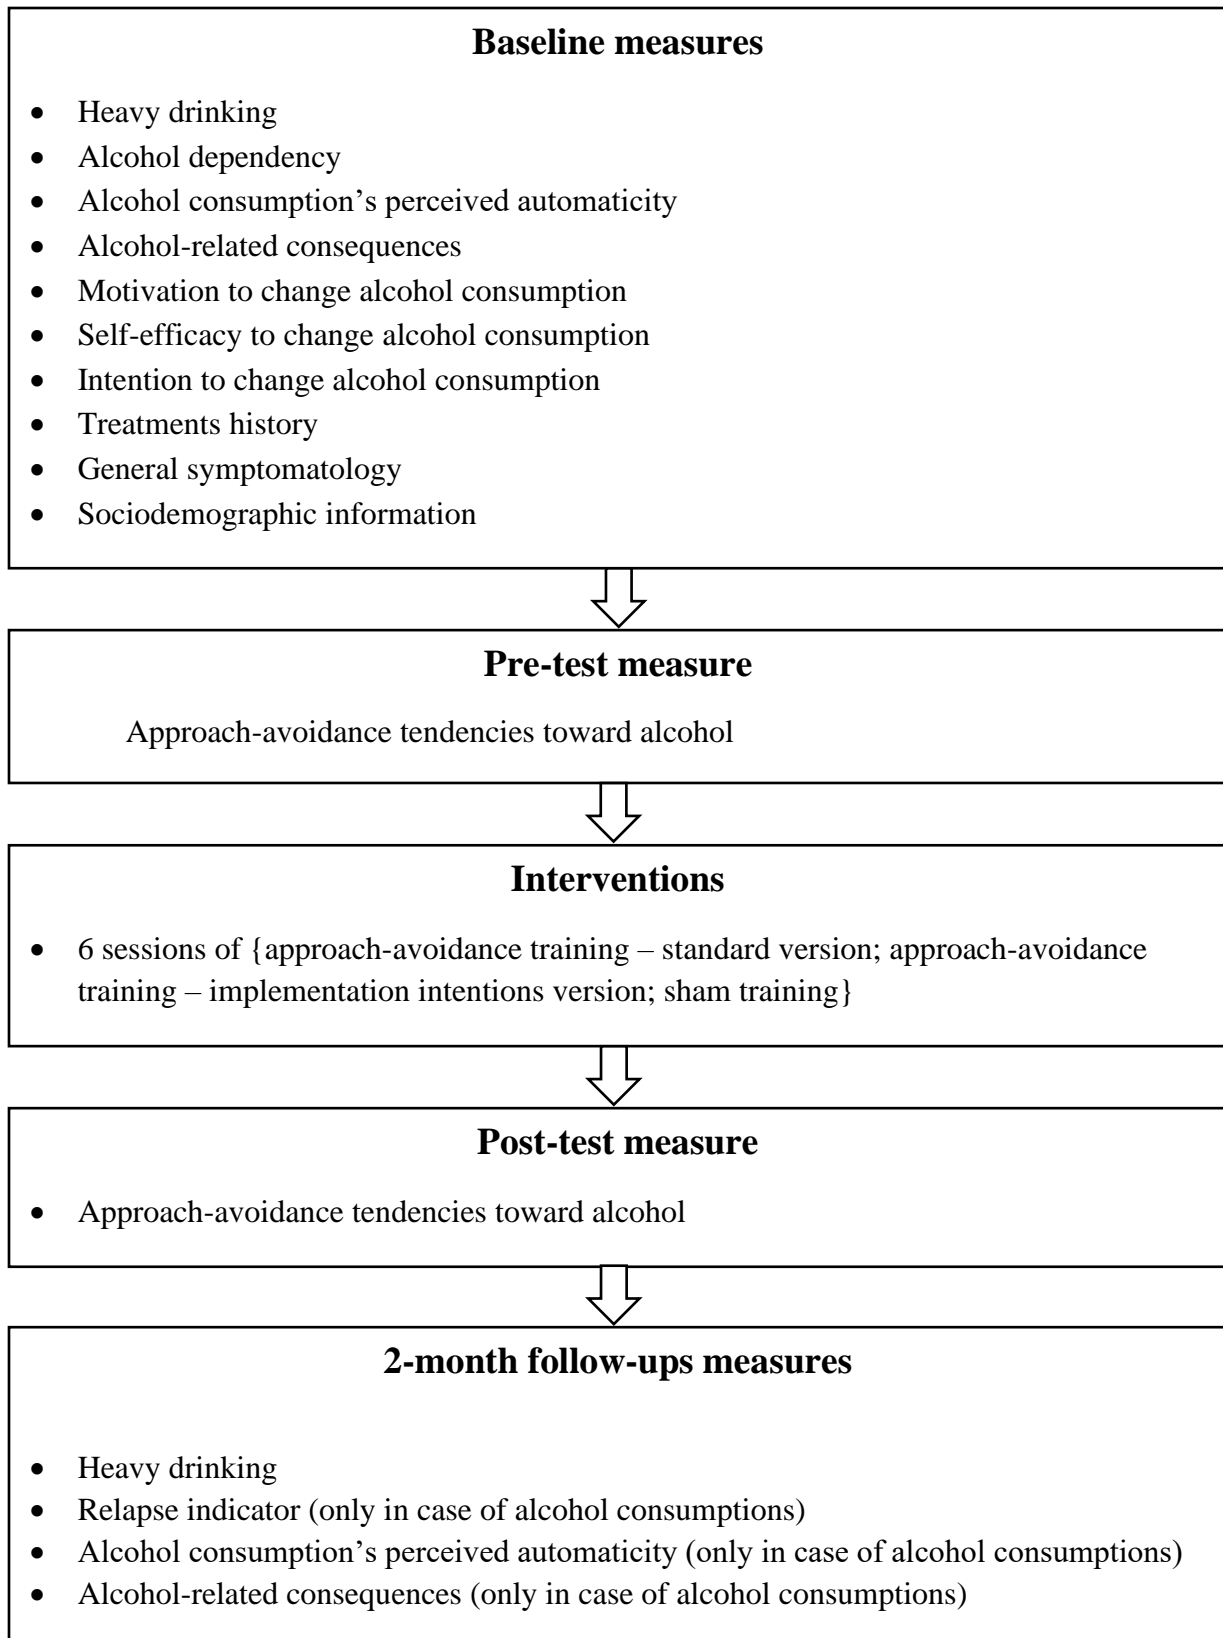 Baseline measures
• Heavy drinking
• Alcohol dependency
• Alcohol consumption’s perceived automaticity
• Alcohol-related consequences
• Motivation to change alcohol consumption
• Self-efficacy to change alcohol consumption
• Intention to change alcohol consumption
• Treatments history
• General symptomatology
• Sociodemographic information
Pre-test measure
Approach-avoidance tendencies toward alcohol
Interventions
• 6 sessions of {approach-avoidance training – standard version; approach-avoidance
training – implementation intentions version; sham training}
Post-test measure
• Approach-avoidance tendencies toward alcohol
2-month follow-ups measures
• Heavy drinking
• Relapse indicator (only in case of alcohol consumptions)
• Alcohol consumption’s perceived automaticity (only in case of alcohol consumptions)
• Alcohol-related consequences (only in case of alcohol consumptions)